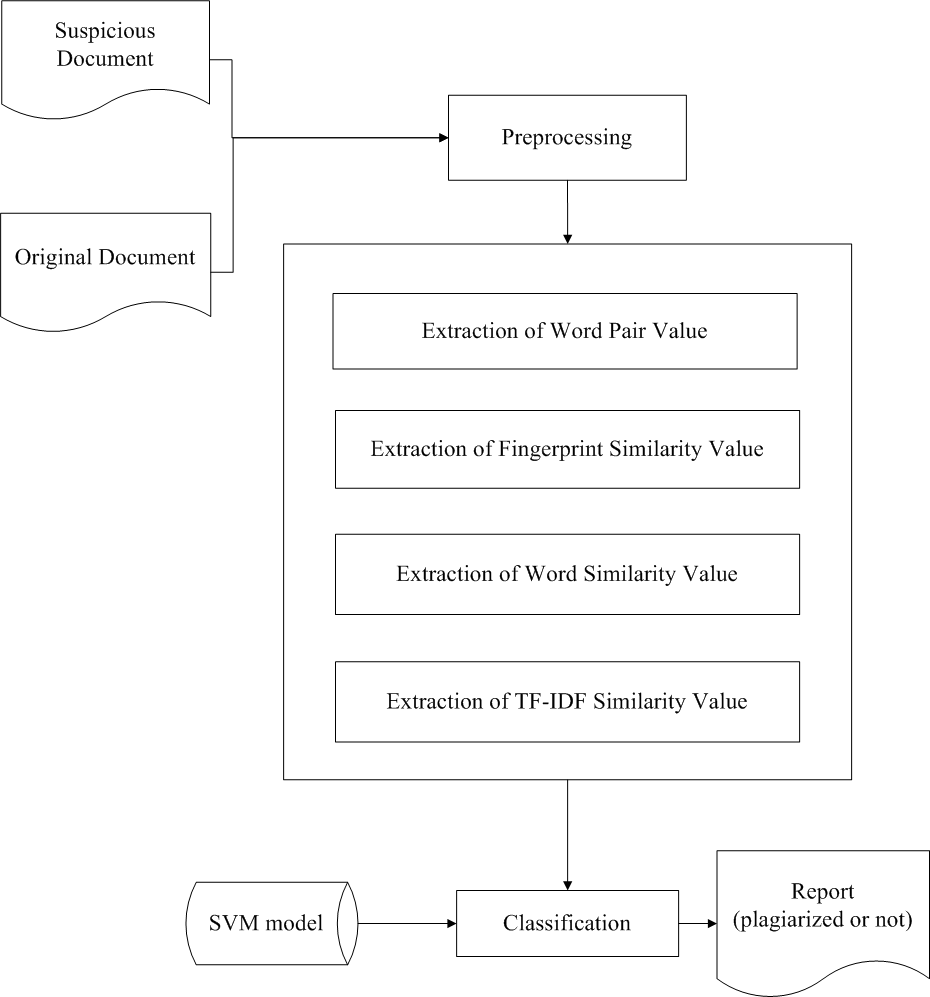 Suspicious
Document
Preprocessing
Original Document
Extraction of Word Pair Value
Extraction of Fingerprint Similarity Value
Extraction of Word Similarity Value
Extraction of TF-IDF Similarity Value
SVM model
Classification
Report
(plagiarized or not)